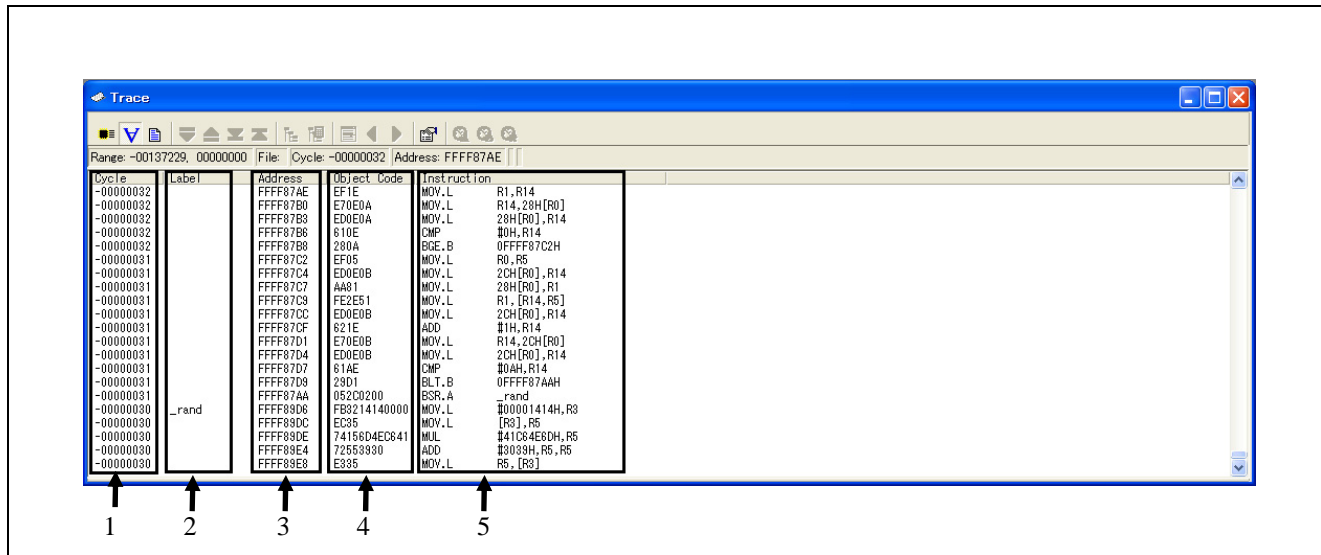 Trace
Range: -00137229, 00000000 File: Cycle: -00000032 Address: FFFF87AE
Cycle Label Address Object Code Instruction
-00000032 FFFF87AE EF1E MOV.L R1,R14
-00000032 FFFF87B0 E70E0A MOV.L R14,28H[R0]
-00000032 FFFF87B3 ED0E0A MOV.L 28H[R0],R14
-00000032 FFFF87B6 610E CMP #0H,R14
-00000032 FFFF87B8 280A BGE.B 0FFFF87C2H
-00000031 FFFF87C2 EF05 MOV.L R0,R5
-00000031 FFFF87C4 ED0E0B MOV.L 2CH[R0],R14
-00000031 FFFF87C7 AA81 MOV.L 28H[R0],R1
-00000031 FFFF87C9 FE2E51 MOV.L R1,[R14,R5]
-00000031 FFFF87CC ED0E0B MOV.L 2CH[R0],R14
-00000031 FFFF87CF 621E ADD #1H,R14
-00000031 FFFF87D1 E70E0B MOV.L R14,2CH[R0]
-00000031 FFFF87D4 ED0E0B MOV.L 2CH[R0],R14
-00000031 FFFF87D7 61AE CMP #0AH,R14
-00000031 FFFF87D9 29D1 BLT.B 0FFFF87AAH
-00000031 FFFF87AA 052C0200 BSR.A _rand
-00000030 _rand FFFF89D6 FB3214140000 MOV.L #00001414H,R3
-00000030 FFFF89DC EC35 MOV.L [R3],R5
-00000030 FFFF89DE 74156D4EC641 MUL #41C64E6DH,R5
-00000030 FFFF89E4 72553930 ADD #3039H,R5,R5
-00000030 FFFF89E8 E335 MOV.L R5,[R3]
1 2 3 4 5